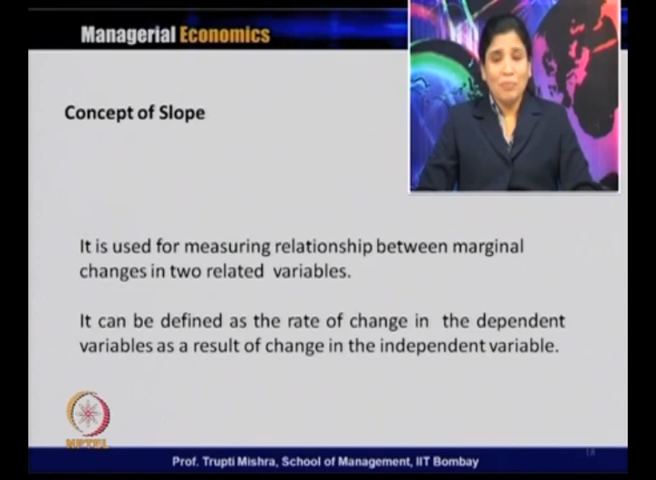 Managerial Economics
Concept of Slope
It is used for measuring relationship between marginal
changes in two related variables.
It can be defined as the rate of change in the dependent
variables as a result of change in the independent variable.
NPTEL
Prof. Trupti Mishra, School of Management, IIT Bombay
18